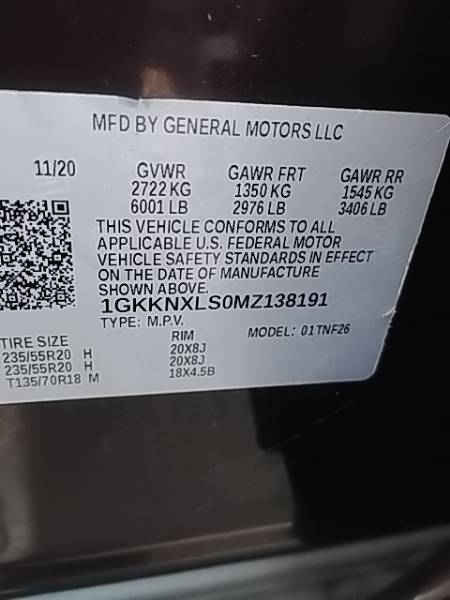 MFD BY GENERAL MOTORS LLC
11/20 GVWR GAWR FRT GAWR RR
2722 KG 1350 KG 1545 KG
6001 LB 2976 LB 3406 LB
THIS VEHICLE CONFORMS TO ALL
APPLICABLE U.S. FEDERAL MOTOR
VEHICLE SAFETY STANDARDS IN EFFECT
ON THE DATE OF MANUFACTURE
SHOWN ABOVE.
1GKKNXLS0MZ138191
TYPE: M.P.V. MODEL: 01TNF26
TIRE SIZE RIM
235/55R20 H 20X8J
235/55R20 H 20X8J
T135/70R18 M 18X4.5B